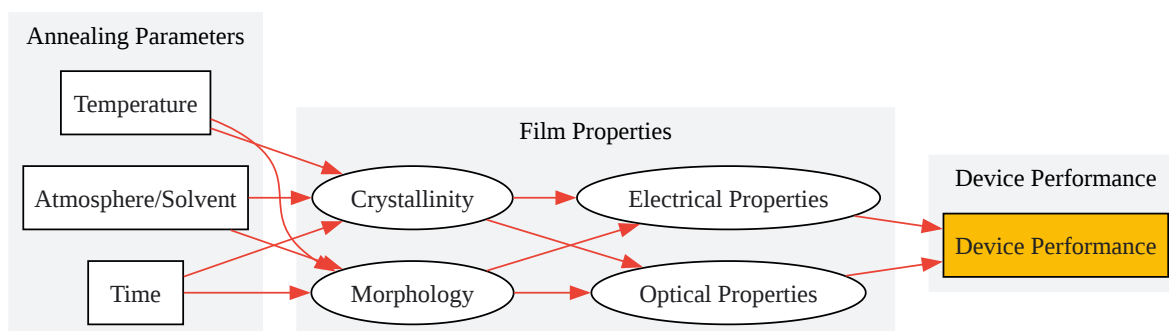 Annealing Parameters
Temperature
Atmosphere/Solvent
Time
Film Properties
Crystallinity
Morphology
Electrical Properties
Optical Properties
Device Performance
Device Performance